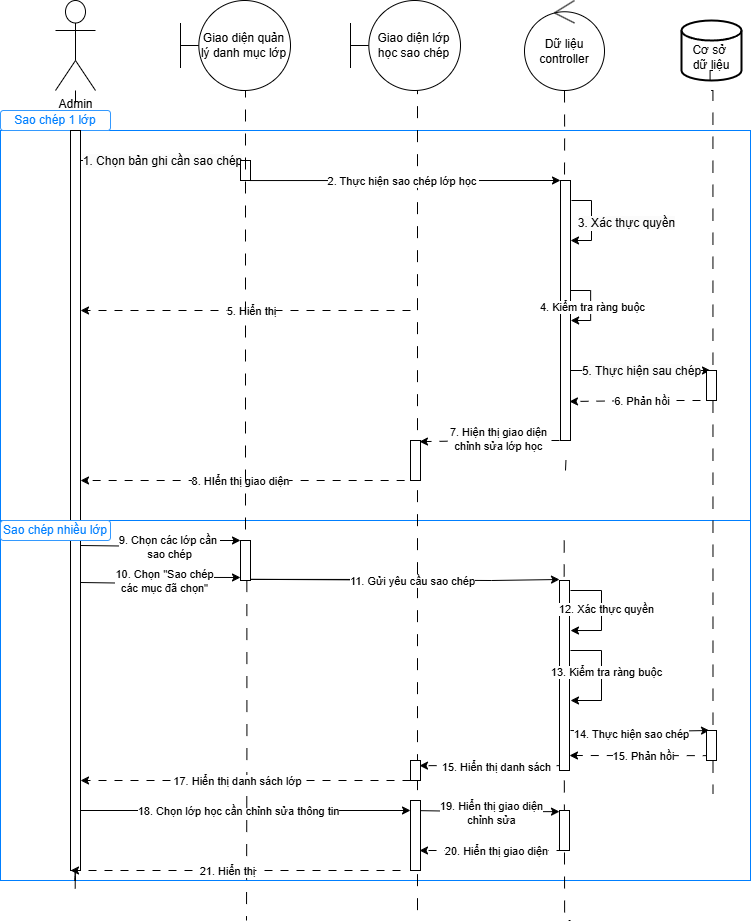 Giao diện quản
lý danh mục lớp
Giao diện lớp
học sao chép
Dữ liệu
controller
Cơ sở
dữ liệu
Admin
Sao chép 1 lớp
1. Chọn bản ghi cần sao chép
2. Thực hiện sao chép lớp học
3. Xác thực quyền
4. Kiểm tra ràng buộc
5. Hiển thị
5. Thực hiện sau chép
6. Phản hồi
7. Hiện thị giao diện
chỉnh sửa lớp học
8. HIển thị giao diện
Sao chép nhiều lớp
9. Chọn các lớp cần
sao chép
10. Chọn "Sao chép
các mục đã chọn"
11. Gửi yêu cầu sao chép
12. Xác thực quyền
13. Kiểm tra ràng buộc
14. Thực hiện sao chép
15. Phản hồi
15. Hiển thị danh sách
17. Hiển thị danh sách lớp
18. Chọn lớp học cần chỉnh sửa thông tin
19. Hiển thị giao diện
chỉnh sửa
20. Hiển thị giao diện
21. Hiển thị